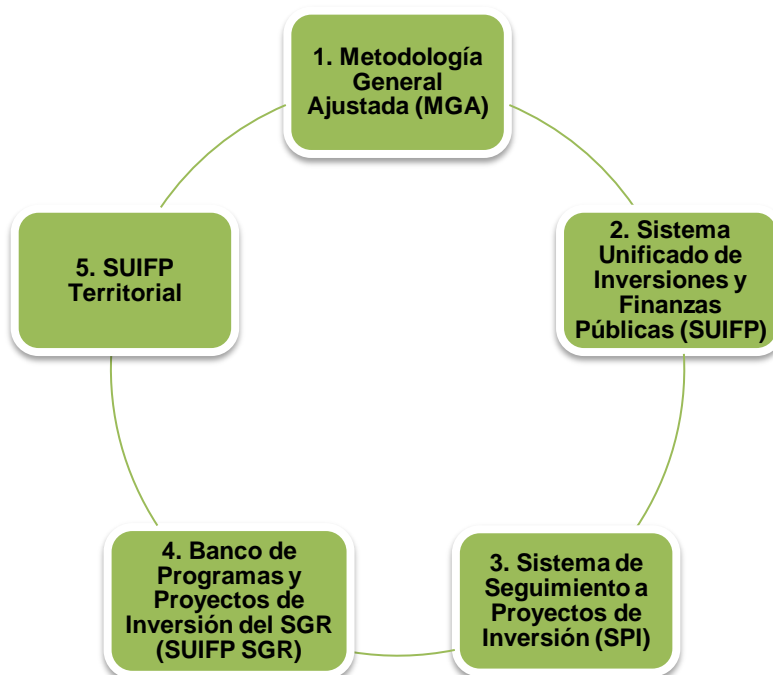 1. Metodología
General
Ajustada (MGA)
2. Sistema
Unificado de
Inversiones y
Finanzas
Públicas (SUIFP)
3. Sistema de
Seguimiento a
Proyectos de
Inversión (SPI)
4. Banco de
Programas y
Proyectos de
Inversión del SGR
(SUIFP SGR)
5. SUIFP
Territorial